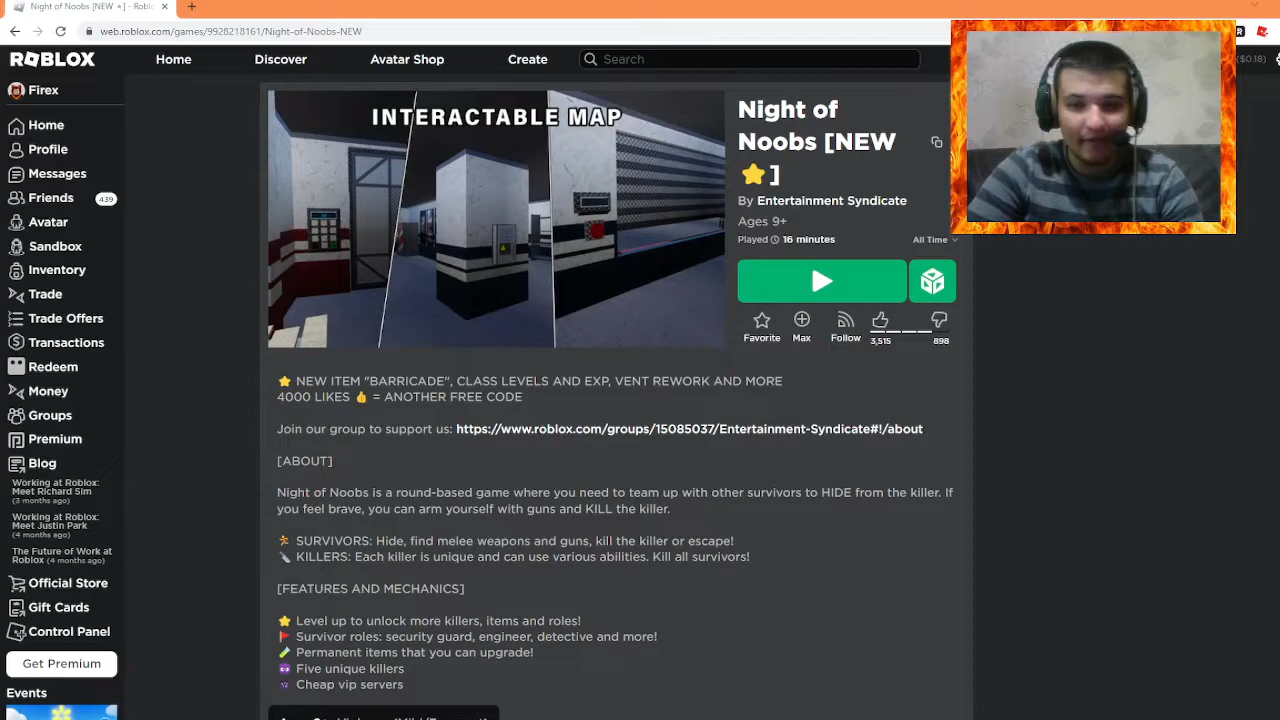 Night of Noobs [NEW ⭐] - Robl
web.roblox.com/games/9928218161/Night-of-Noobs-NEW
ROBLOX
Home
Discover
Avatar Shop
Create
Search
($0.18)
Firex
Home
Profile
Messages
Friends 439
Avatar
Sandbox
Inventory
Trade
Trade Offers
Transactions
Redeem
Money
Groups
Premium
Blog
Working at Roblox:
Meet Richard Sim
(3 months ago)
Working at Roblox:
Meet Justin Park
(4 months ago)
The Future of Work at
Roblox (4 months ago)
Official Store
Gift Cards
Control Panel
Get Premium
Events
INTERACTABLE MAP
Night of
Noobs [NEW
⭐]
By Entertainment Syndicate
Ages 9+
Played 16 minutes
All Time
Favorite
Max
Follow
3,515
898
⭐ NEW ITEM "BARRICADE", CLASS LEVELS AND EXP, VENT REWORK AND MORE
4000 LIKES 👍 = ANOTHER FREE CODE
Join our group to support us: https://www.roblox.com/groups/15085037/Entertainment-Syndicate#!/about
[ABOUT]
Night of Noobs is a round-based game where you need to team up with other survivors to HIDE from the killer. If
you feel brave, you can arm yourself with guns and KILL the killer.
🏃 SURVIVORS: Hide, find melee weapons and guns, kill the killer or escape!
🔪 KILLERS: Each killer is unique and can use various abilities. Kill all survivors!
[FEATURES AND MECHANICS]
⭐ Level up to unlock more killers, items and roles!
🚩 Survivor roles: security guard, engineer, detective and more!
🧪 Permanent items that you can upgrade!
Five unique killers
Cheap vip servers